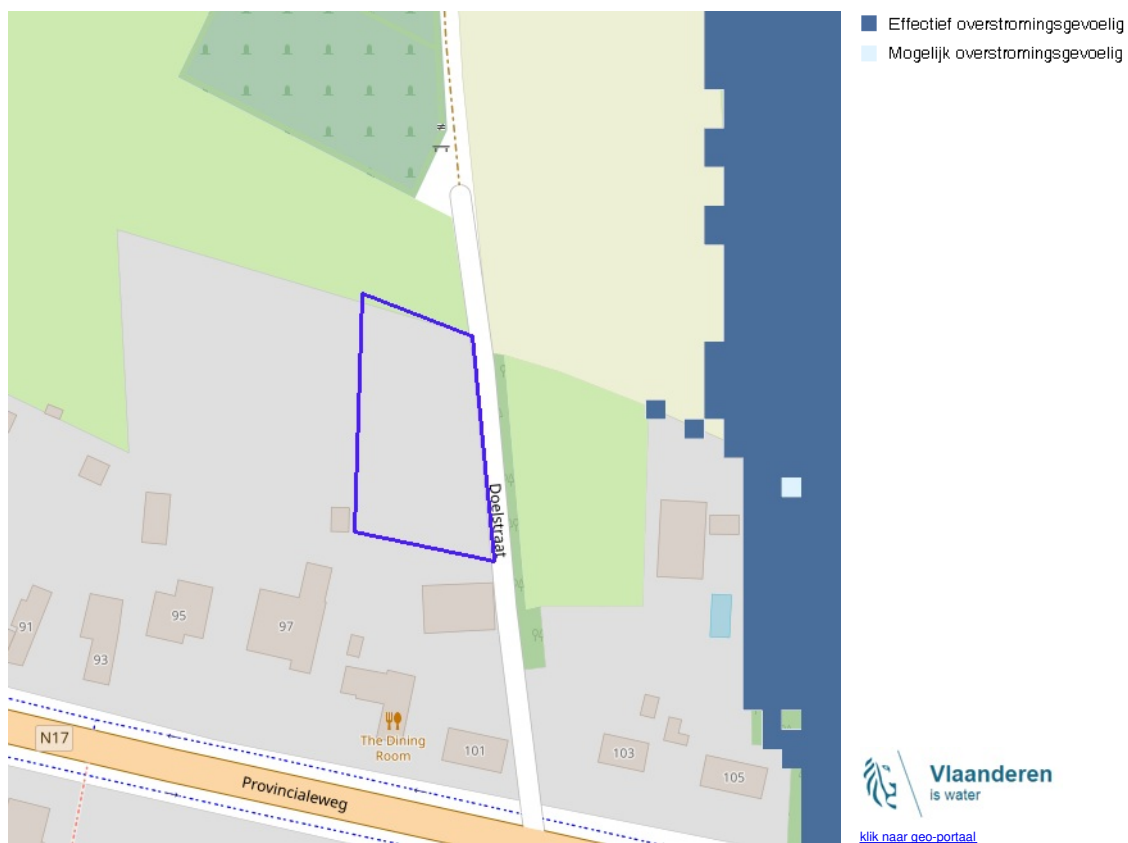 Effectief overstromingsgevoelig
Mogelijk overstromingsgevoelig
Doelstraat
91
93
95
97
The Dining
Room
101
103
105
N17
Provincialeweg
Vlaanderen
is water
klik naar geo-portaal